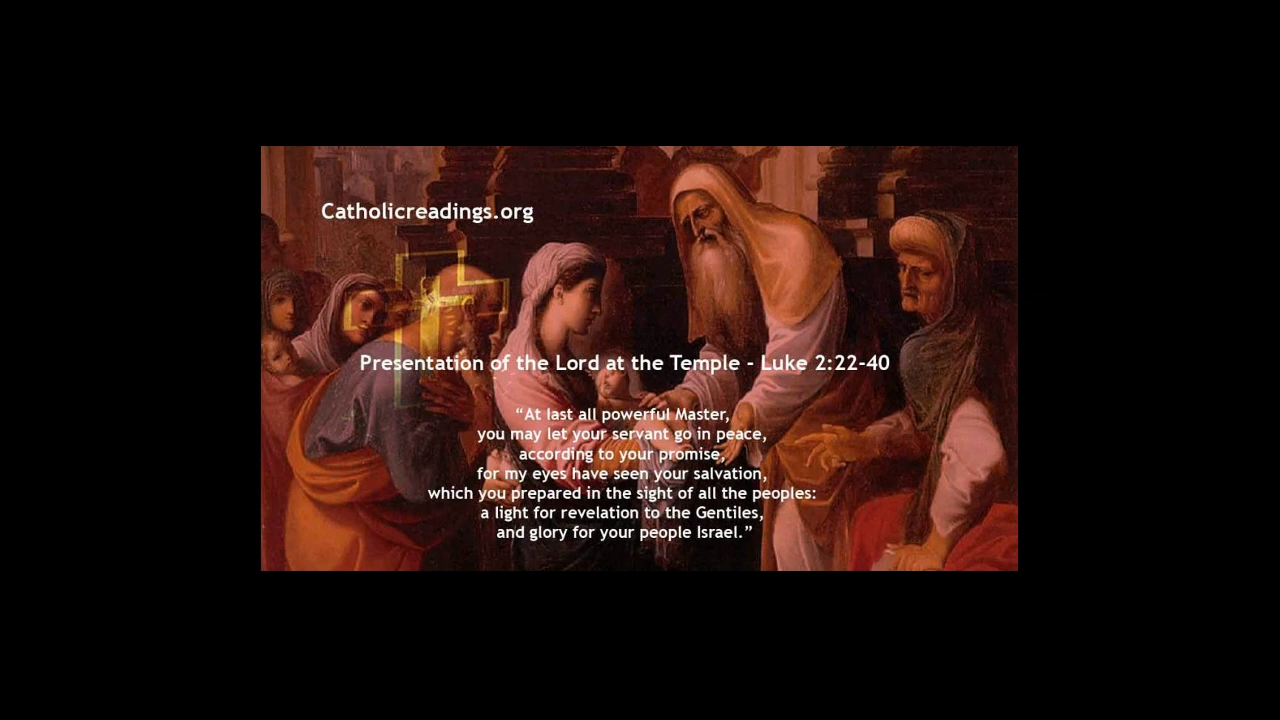 Catholicreadings.org
Presentation of the Lord at the Temple - Luke 2:22-40
“At last all powerful Master,
you may let your servant go in peace,
according to your promise,
for my eyes have seen your salvation,
which you prepared in the sight of all the peoples:
a light for revelation to the Gentiles,
and glory for your people Israel.”